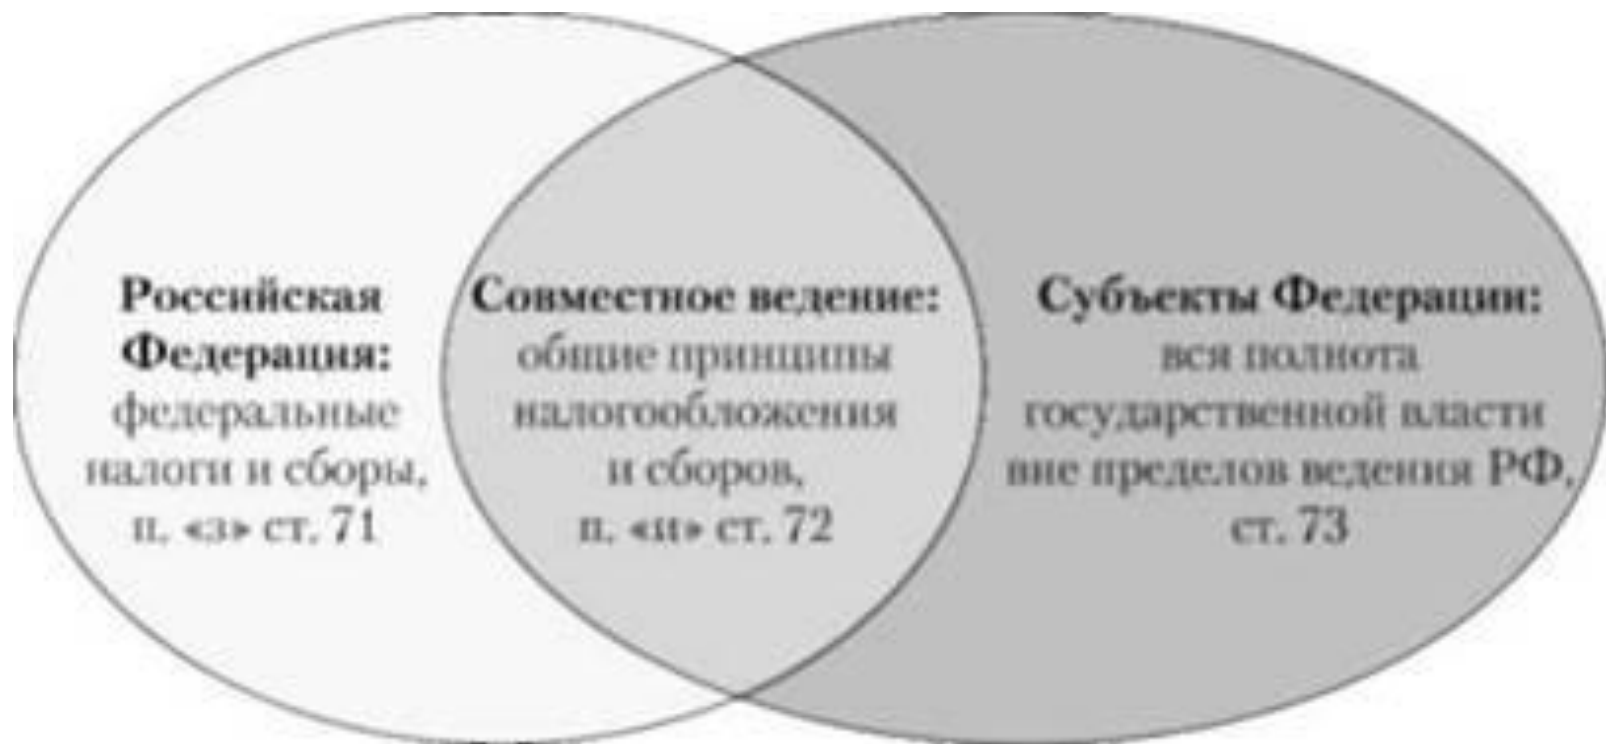 Российская
Федерация:
федеральные
налоги и сборы,
п. «з» ст. 71
Совместное ведение:
общие принципы
налогообложения
и сборов,
п. «и» ст. 72
Субъекты Федерации:
вся полнота
государственной власти
вне пределов ведения РФ,
ст. 73